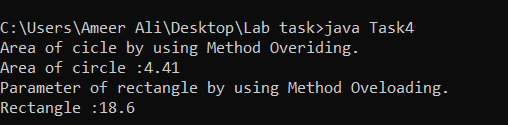 C:\Users\Ameer Ali\Desktop\Lab task>java Task4
Area of cicle by using Method Overiding.
Area of circle :4.41
Parameter of rectangle by using Method Oveloading.
Rectangle :18.6